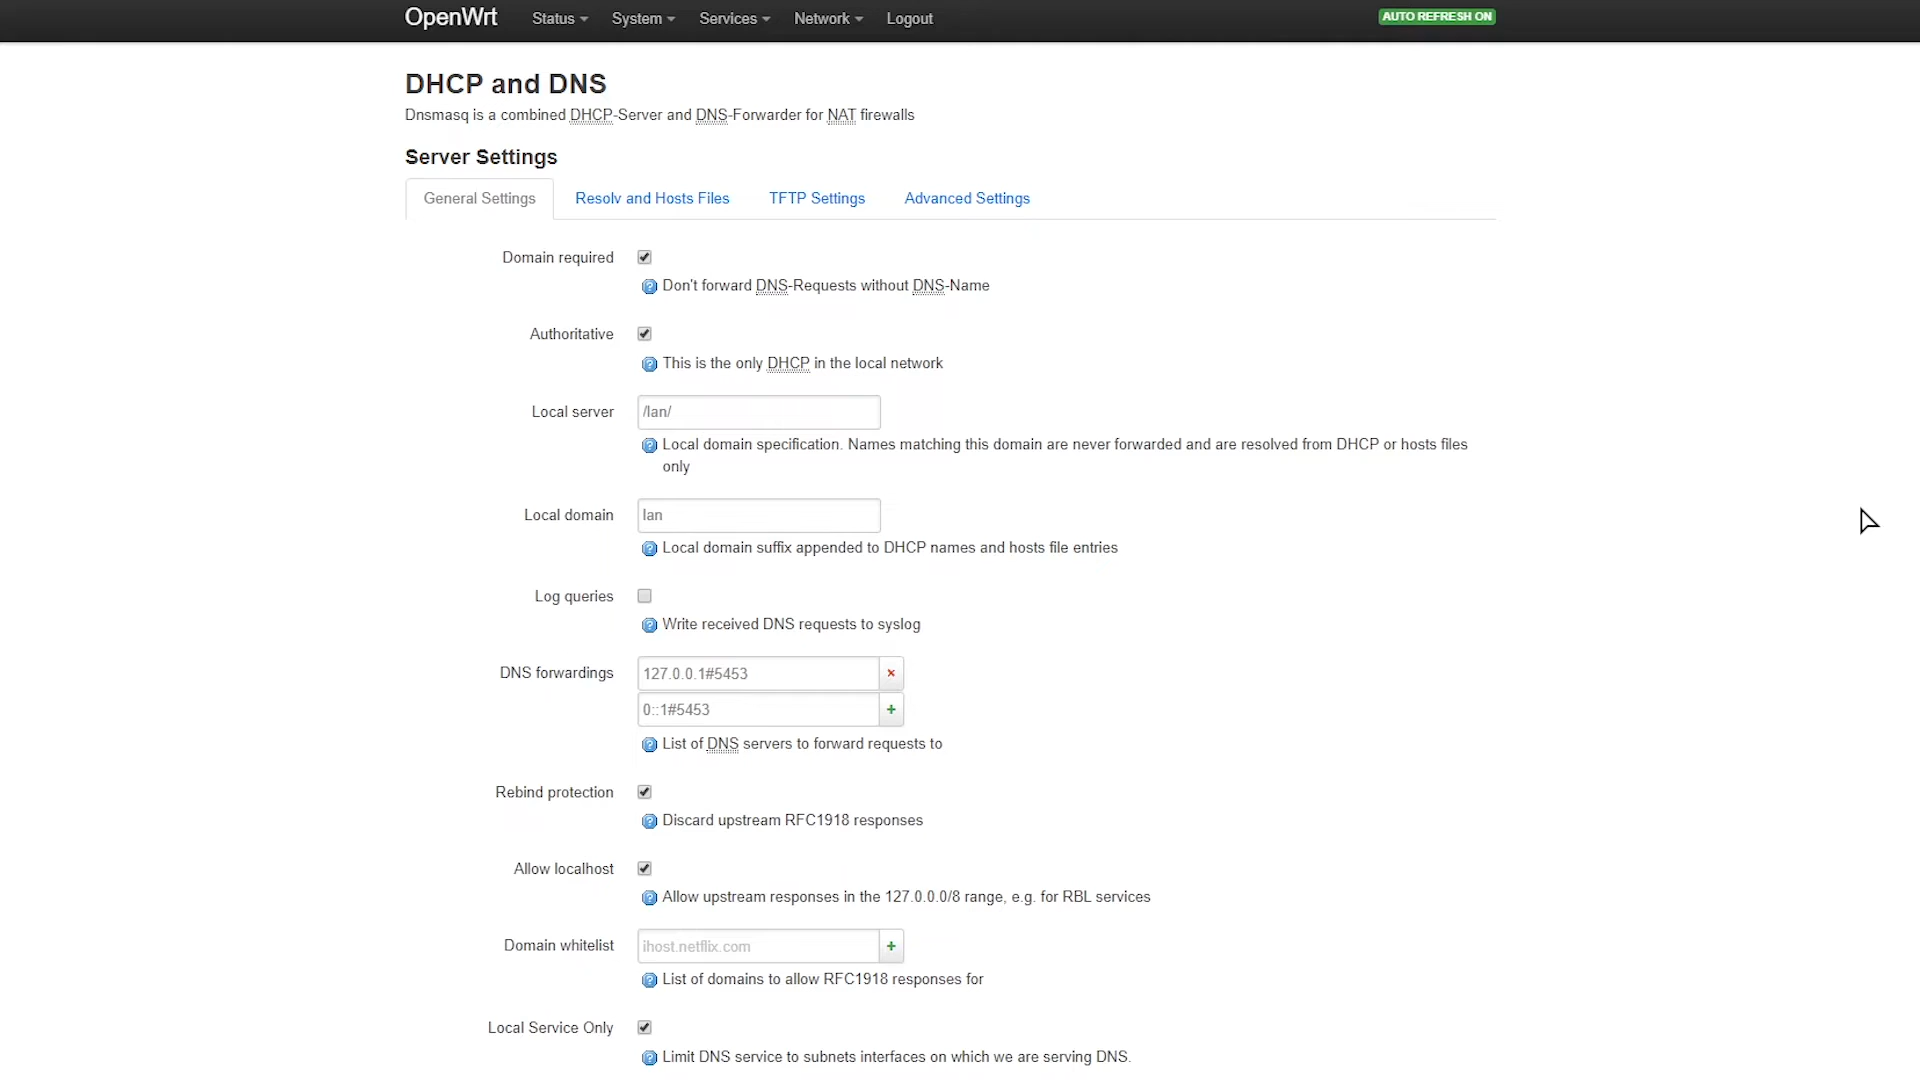 OpenWrt Status System Services Network Logout AUTO REFRESH ON
DHCP and DNS
Dnsmasq is a combined DHCP-Server and DNS-Forwarder for NAT firewalls
Server Settings
General Settings Resolv and Hosts Files TFTP Settings Advanced Settings
Domain required
Don't forward DNS-Requests without DNS-Name
Authoritative
This is the only DHCP in the local network
Local server /lan/
Local domain specification. Names matching this domain are never forwarded and are resolved from DHCP or hosts files
only
Local domain lan
Local domain suffix appended to DHCP names and hosts file entries
Log queries
Write received DNS requests to syslog
DNS forwardings 127.0.0.1#5453
0::1#5453
List of DNS servers to forward requests to
Rebind protection
Discard upstream RFC1918 responses
Allow localhost
Allow upstream responses in the 127.0.0.0/8 range, e.g. for RBL services
Domain whitelist ihost.netflix.com
List of domains to allow RFC1918 responses for
Local Service Only
Limit DNS service to subnets interfaces on which we are serving DNS.